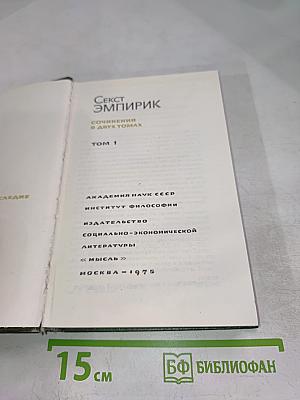 СЕКСТ
ЭМПИРИК
СОЧИНЕНИЯ
В ДВУХ ТОМАХ
ТОМ 1
СЛЕДИЕ
АКАДЕМИЯ НАУК СССР
ИНСТИТУТ ФИЛОСОФИИ
ИЗДАТЕЛЬСТВО
СОЦИАЛЬНО-ЭКОНОМИЧЕСКОЙ
ЛИТЕРАТУРЫ
«МЫСЛЬ»
МОСКВА-1975
15 см
БФ БИБЛИОФАН